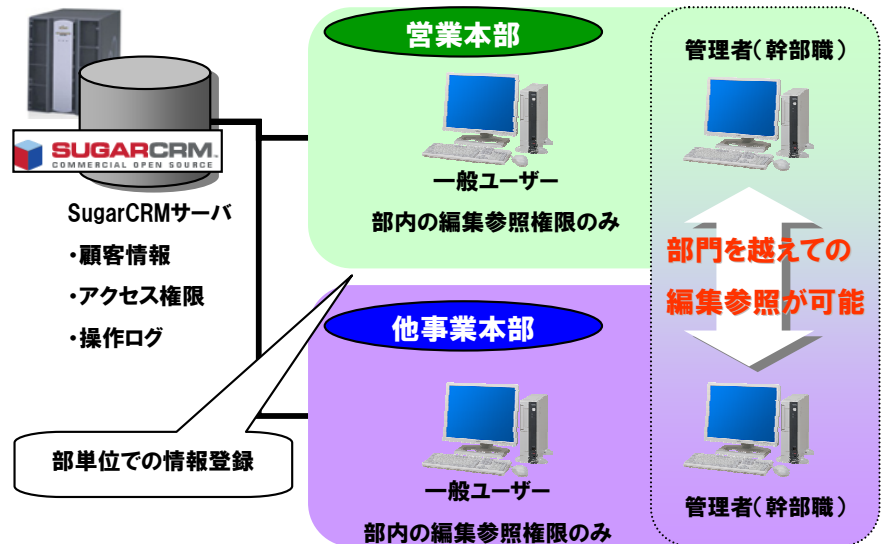 営業本部
管理者(幹部職)
SUGARCRM.
COMMERCIAL OPEN SOURCE
一般ユーザー
部内の編集参照権限のみ
SugarCRMサーバ
・顧客情報
・アクセス権限
・操作ログ
部門を越えての
編集参照が可能
他事業本部
部単位での情報登録
一般ユーザー
部内の編集参照権限のみ
管理者(幹部職)